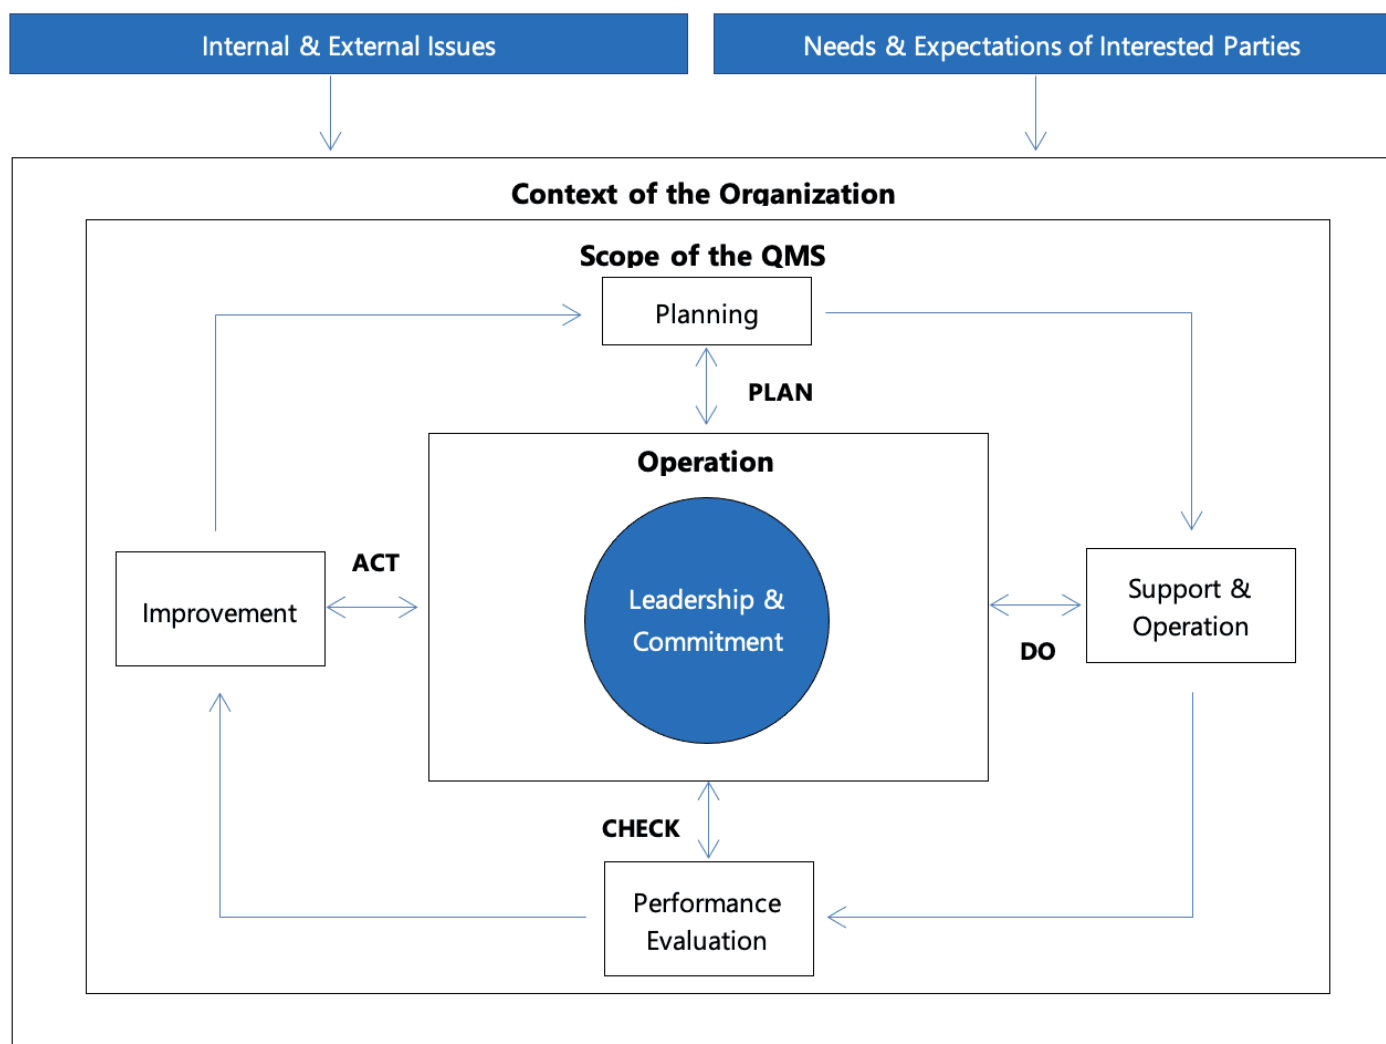 Internal & External Issues
Needs & Expectations of Interested Parties
Context of the Organization
Scope of the QMS
Planning
PLAN
Operation
ACT
Leadership &
Commitment
Improvement
Support &
Operation
DO
CHECK
Performance
Evaluation